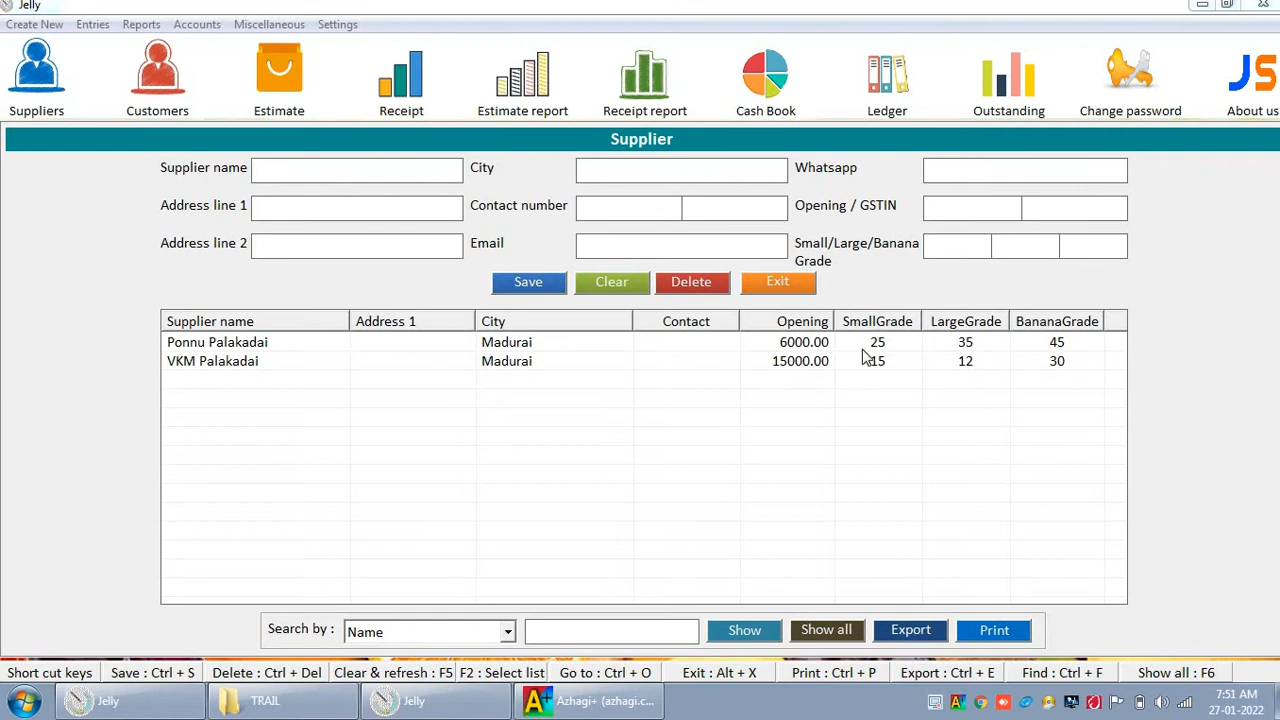 Jelly
Create New Entries Reports Accounts Miscellaneous Settings
Suppliers Customers Estimate Receipt Estimate report Receipt report Cash Book Ledger Outstanding Change password JS About us
Supplier
Supplier name City Whatsapp
Address line 1 Contact number Opening / GSTIN
Address line 2 Email Small/Large/Banana
Grade
Save Clear Delete Exit
Supplier name Address 1 City Contact Opening SmallGrade LargeGrade BananaGrade
Ponnu Palakadai Madurai 6000.00 25 35 45
VKM Palakadai Madurai 15000.00 15 12 30
Search by : Name Show Show all Export Print
Short cut keys Save : Ctrl + S Delete : Ctrl + Del Clear & refresh : F5 F2 : Select list Go to : Ctrl + O Exit : Alt + X Print : Ctrl + P Export : Ctrl + E Find : Ctrl + F Show all : F6
Jelly TRAIL Jelly A+ Azhagi+ (azhagi.c... 7:51 AM
27-01-2022